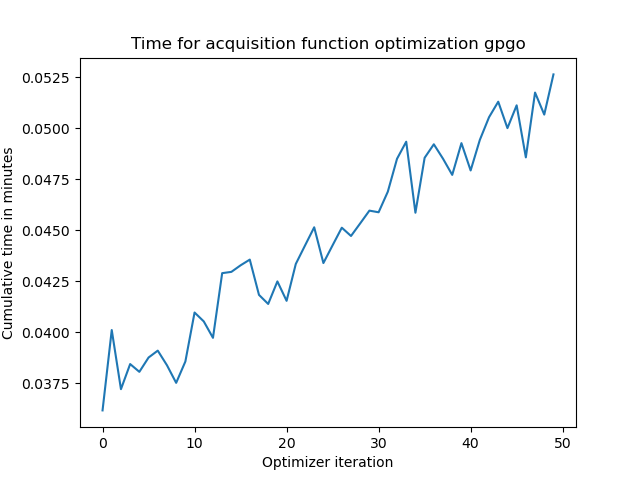 Time for acquisition function optimization gpgo
0.0525
0.0500
0.0475
0.0450
0.0425
0.0400
0.0375
Cumulative time in minutes
0 10 20 30 40 50
Optimizer iteration